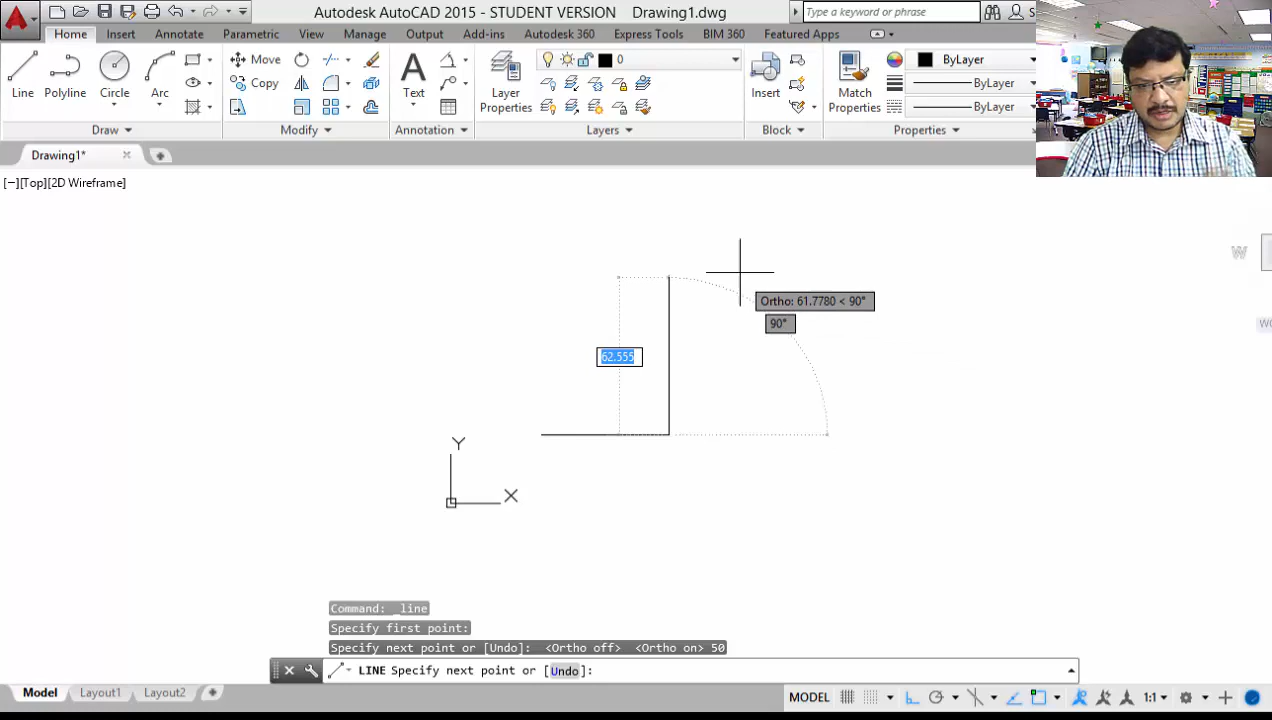 Autodesk AutoCAD 2015 - STUDENT VERSION Drawing1.dwg
Type a keyword or phrase
Home Insert Annotate Parametric View Manage Output Add-ins Autodesk 360 Express Tools BIM 360 Featured Apps
Line Polyline Circle Arc
Move
Copy
Text
Layer
Properties
0
Insert
Match
Properties
ByLayer
ByLayer
ByLayer
Draw Modify Annotation Layers Block Properties
Drawing1*
[−][Top][2D Wireframe]
W
Ortho: 61.7780 < 90°
90°
62.555
Y
X
Command: _line
Specify first point:
Specify next point or [Undo]: <Ortho off> <Ortho on> 50
LINE Specify next point or [Undo]:
Model Layout1 Layout2
MODEL 1:1